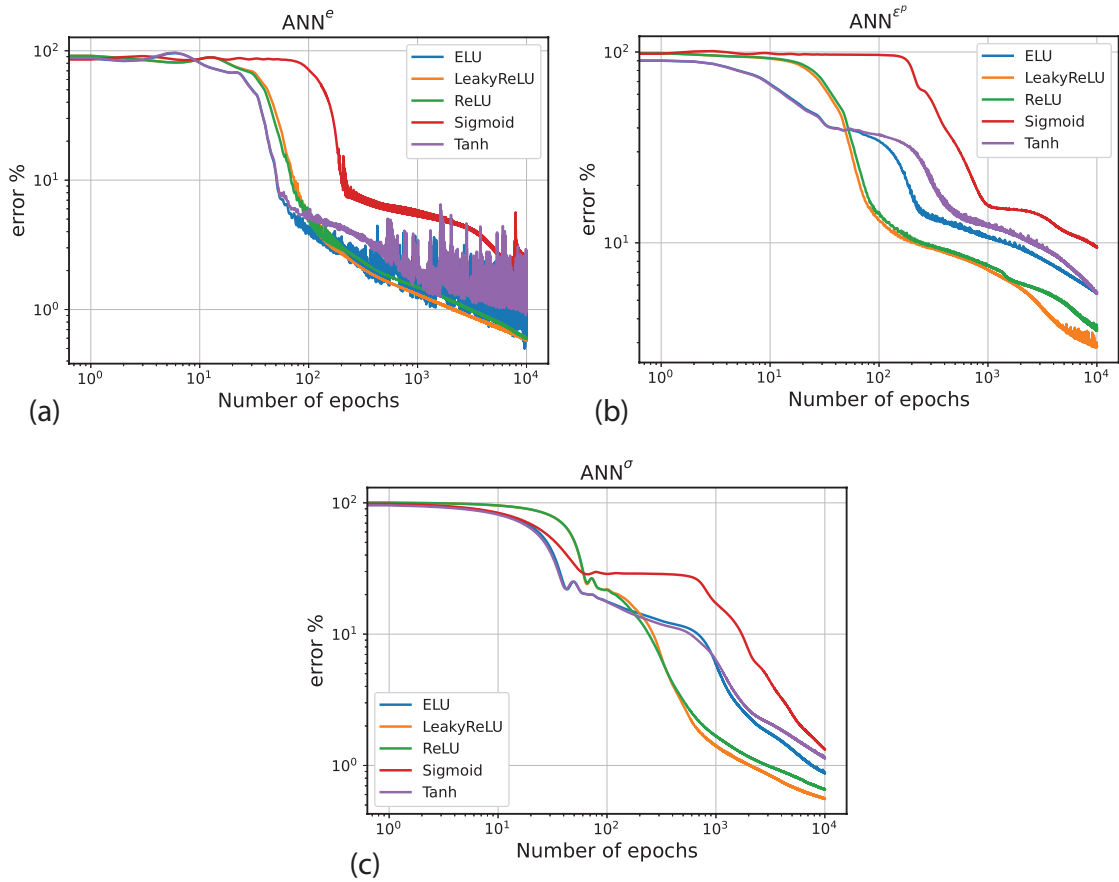 ANN^e
10^2
10^1
10^0
error %
ELU
LeakyReLU
ReLU
Sigmoid
Tanh
10^0 10^1 10^2 10^3 10^4
Number of epochs
(a)
ANN^{ε^p}
10^2
10^1
error %
ELU
LeakyReLU
ReLU
Sigmoid
Tanh
10^0 10^1 10^2 10^3 10^4
Number of epochs
(b)
ANN^σ
10^2
10^1
10^0
error %
ELU
LeakyReLU
ReLU
Sigmoid
Tanh
10^0 10^1 10^2 10^3 10^4
Number of epochs
(c)